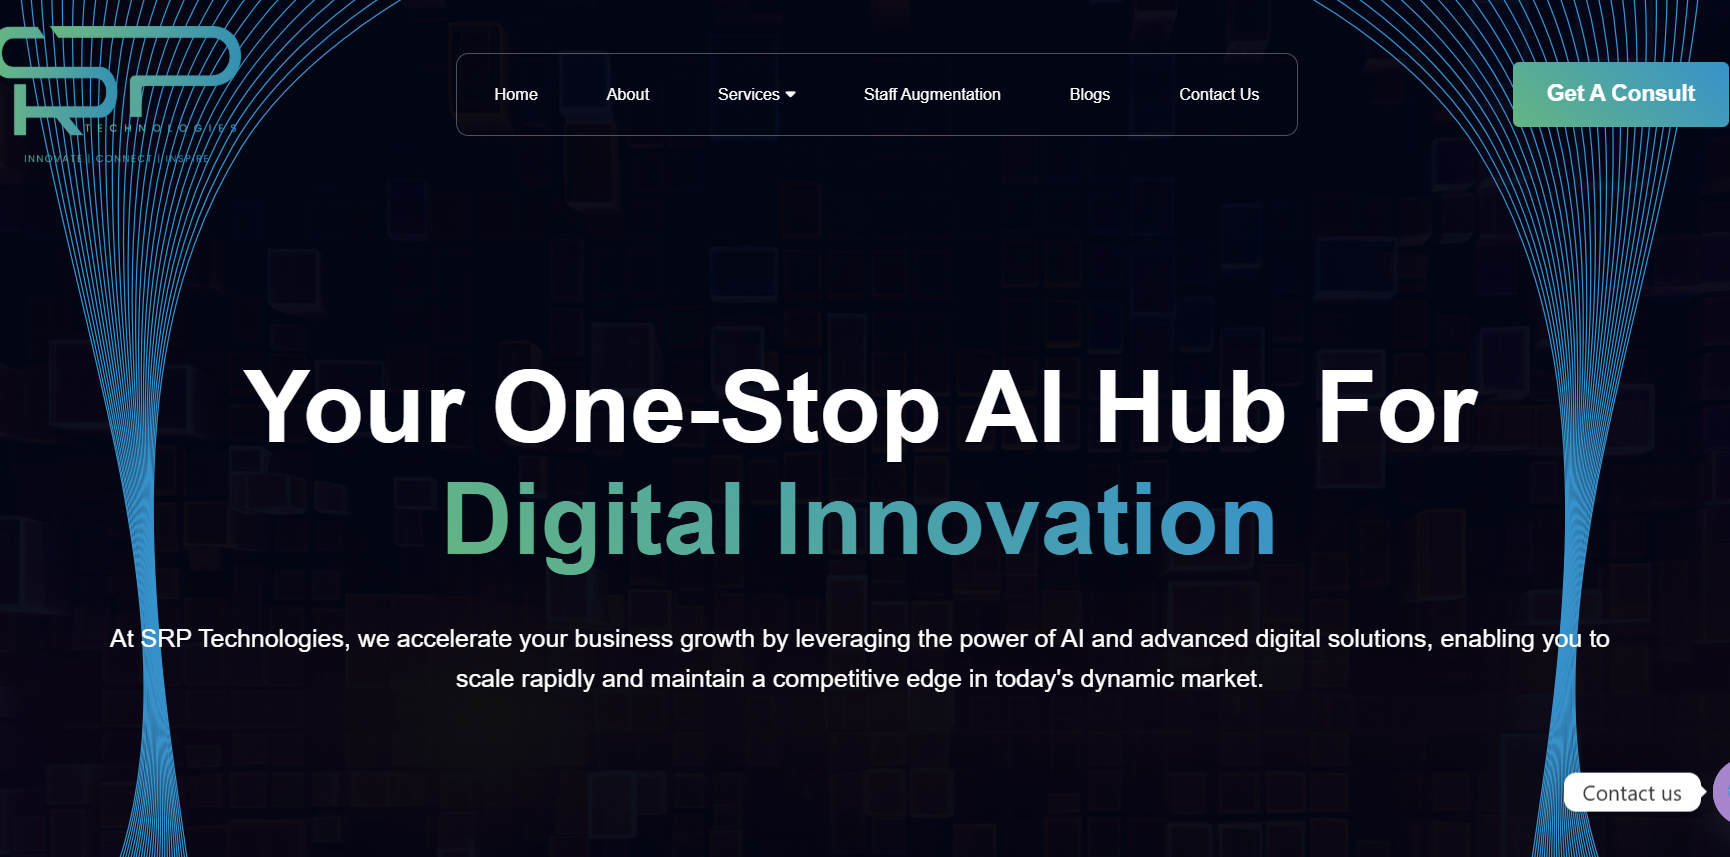 SRP
TECHNOLOGIES
INNOVATE | CONNECT | INSPIRE
Home
About
Services
Staff Augmentation
Blogs
Contact Us
Get A Consult
Your One-Stop AI Hub For
Digital Innovation
At SRP Technologies, we accelerate your business growth by leveraging the power of AI and advanced digital solutions, enabling you to
scale rapidly and maintain a competitive edge in today's dynamic market.
Contact us